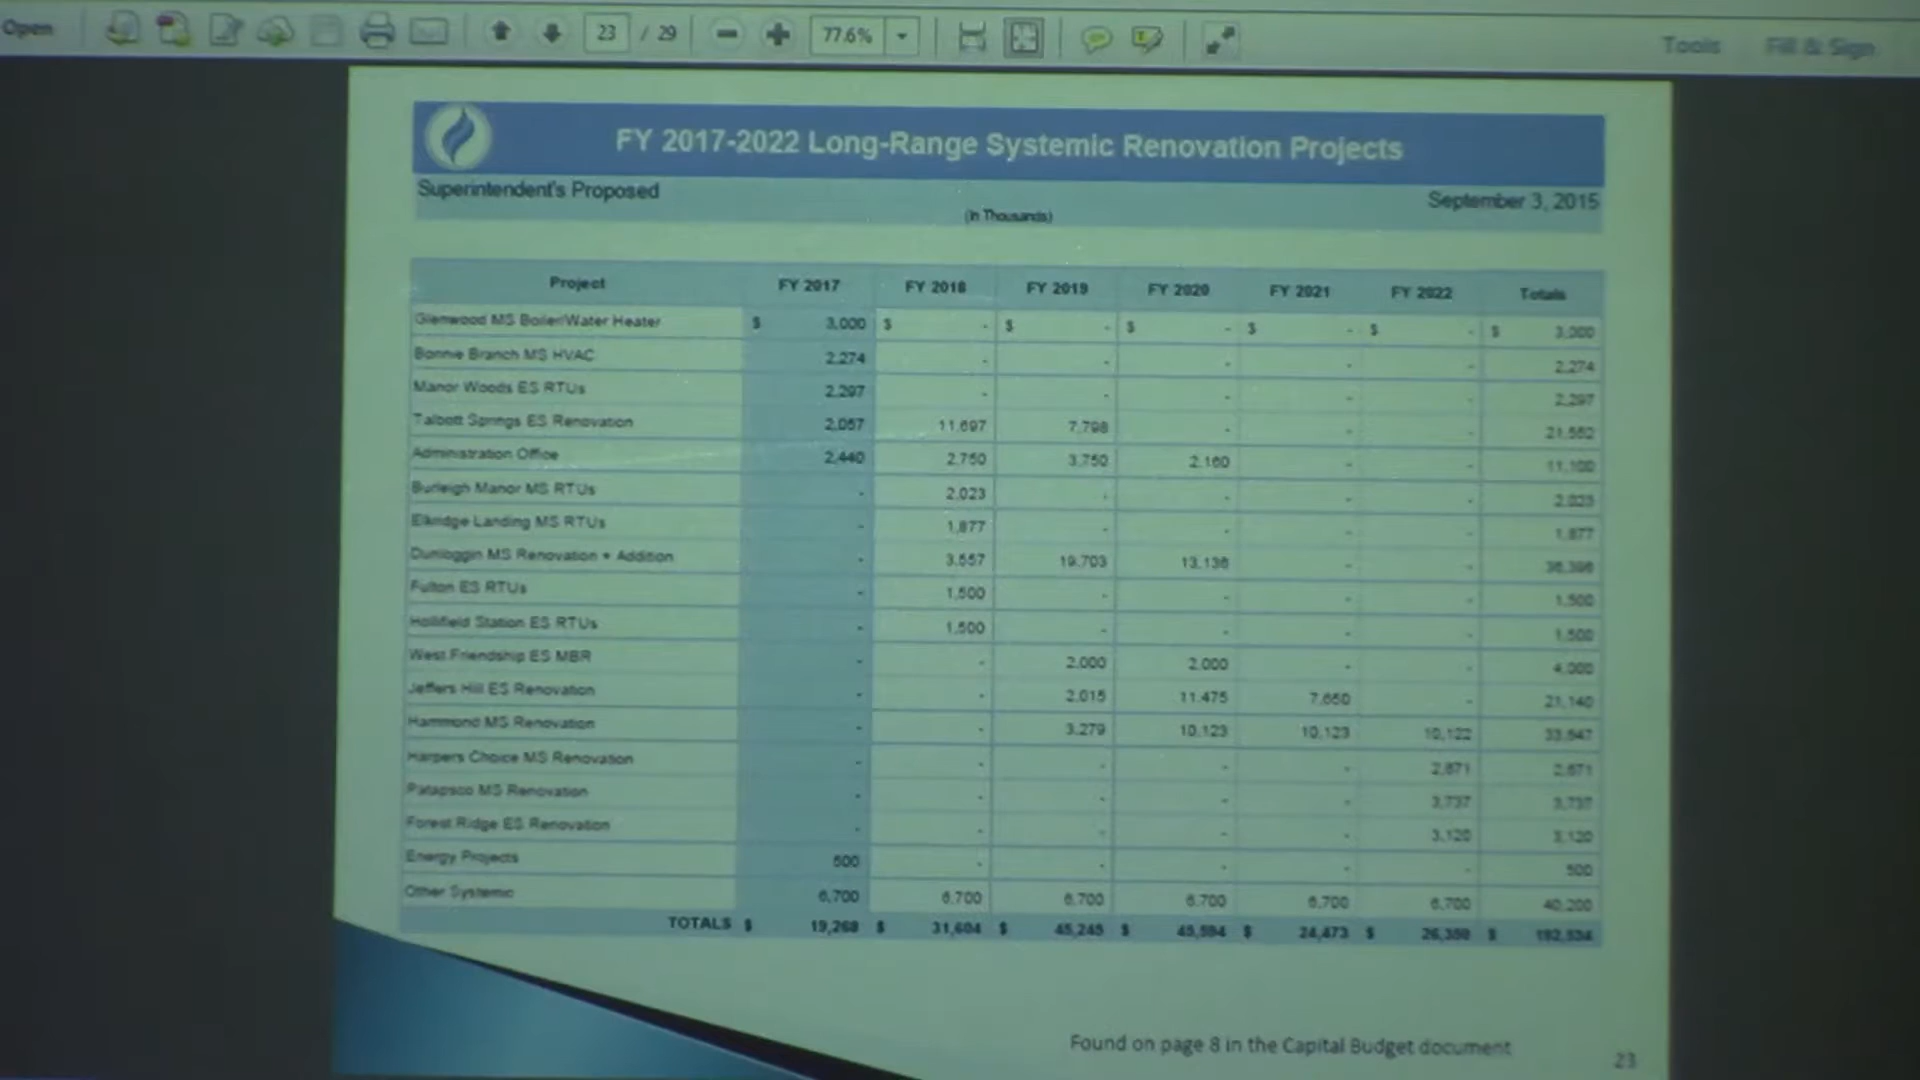 Open 23 / 29 77.6% Tools Fill & Sign
FY 2017-2022 Long-Range Systemic Renovation Projects
Superintendent's Proposed
September 3, 2015
(In Thousands)
Project FY 2017 FY 2018 FY 2019 FY 2020 FY 2021 FY 2022 Totals
Glenwood MS Boiler/Water Heater $ 3,000 $ - $ - $ - $ - $ - $ 3,000
Bonnie Branch MS HVAC 2,274 - - - - - 2,274
Manor Woods ES RTUs 2,297 - - - - - 2,297
Talbott Springs ES Renovation 2,057 11,697 7,798 - - - 21,552
Administration Office 2,440 2,750 3,750 2,160 - - 11,100
Burleigh Manor MS RTUs - 2,023 - - - - 2,023
Elkridge Landing MS RTUs - 1,877 - - - - 1,877
Dunloggin MS Renovation + Addition - 3,557 19,703 13,136 - -
Fulton ES RTUs - 1,500 - - - - 1,500
Hollifield Station ES RTUs - 1,500 - - - - 1,500
West Friendship ES MBR - - 2,000 2,000 - - 4,000
Jeffers Hill ES Renovation - - 2,015 11,475 7,650 - 21,140
Hammond MS Renovation - - 3,279 10,123 10,123 10,122 33,647
Harpers Choice MS Renovation - - - - - 2,671 2,671
Patapsco MS Renovation - - - - - 3,737 3,737
Forest Ridge ES Renovation - - - - - 3,120 3,120
Energy Projects 500 - - - - - 500
Other Systemic 6,700 6,700 6,700 6,700 6,700 6,700 40,200
TOTALS $ 19,268 $ 31,604 $ 45,245 $ $ 24,473 $ $
Found on page 8 in the Capital Budget document
23